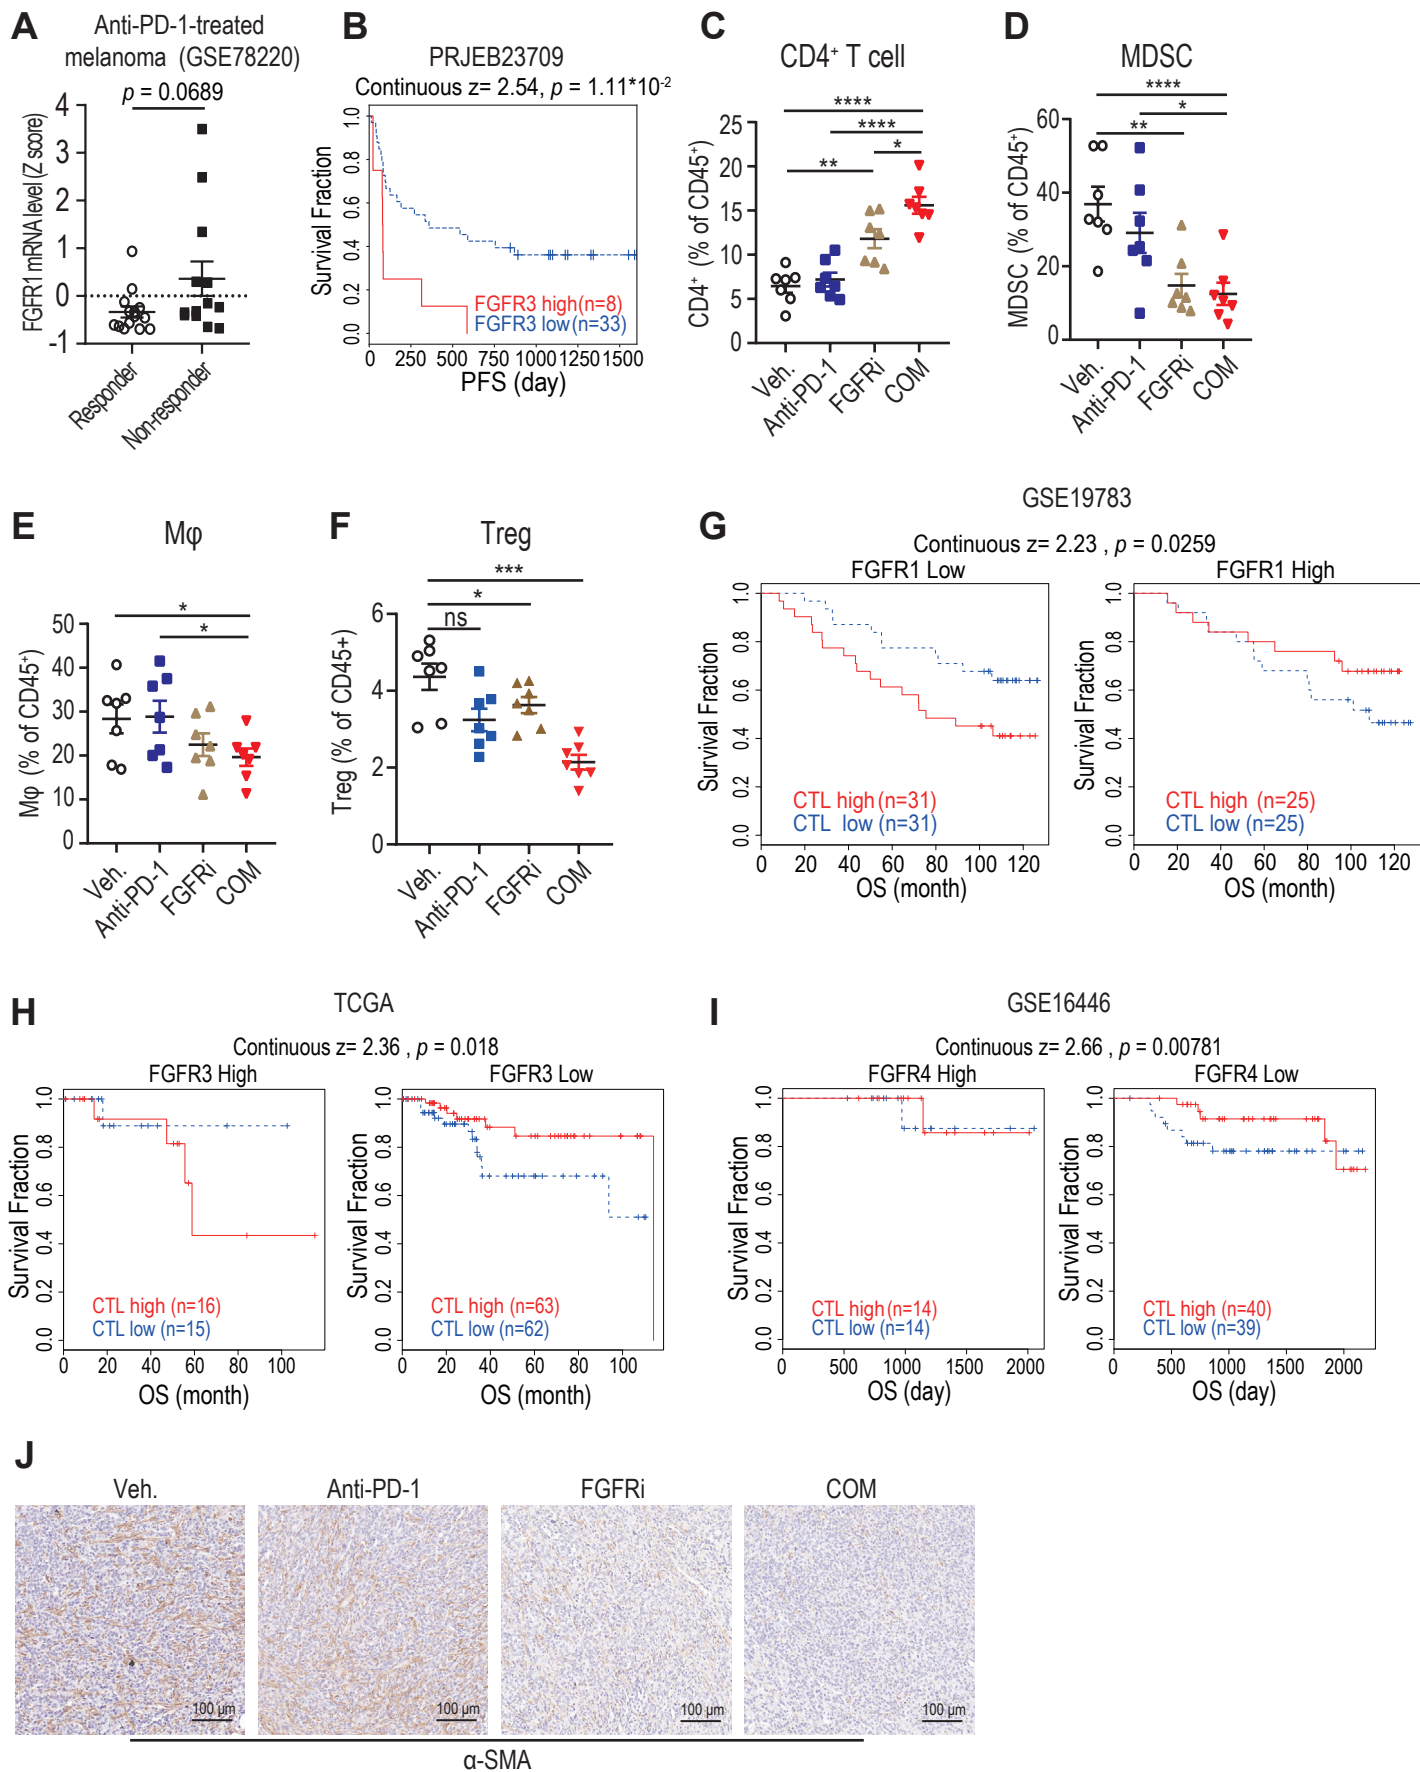 A
Anti-PD-1-treated
melanoma (GSE78220)
p = 0.0689
FGFR1 mRNA level (Z score)
4
3
2
1
0
-1
Responder
Non-responder
B
PRJEB23709
Continuous z= 2.54, p = 1.11*10-2
Survival Fraction
1.0
0.8
0.6
0.4
0.2
0.0
FGFR3 high(n=8)
FGFR3 low(n=33)
0 250 500 750 1000 1250 1500
PFS (day)
C
CD4+ T cell
****
****
*
**
CD4+ (% of CD45+)
25
20
15
10
5
0
Veh.
Anti-PD-1
FGFRi
COM
D
MDSC
****
*
**
MDSC (% of CD45+)
60
40
20
0
Veh.
Anti-PD-1
FGFRi
COM
E
Mφ
*
*
Mφ (% of CD45+)
50
40
30
20
10
0
Veh.
Anti-PD-1
FGFRi
COM
F
Treg
***
*
ns
Treg (% of CD45+)
6
4
2
0
Veh.
Anti-PD-1
FGFRi
COM
GSE19783
G
Continuous z= 2.23 , p = 0.0259
FGFR1 Low
Survival Fraction
1.0
0.8
0.6
0.4
0.2
0.0
CTL high (n=31)
CTL low (n=31)
0 20 40 60 80 100 120
OS (month)
FGFR1 High
Survival Fraction
1.0
0.8
0.6
0.4
0.2
0.0
CTL high (n=25)
CTL low (n=25)
0 20 40 60 80 100 120
OS (month)
H
TCGA
Continuous z= 2.36 , p = 0.018
FGFR3 High
Survival Fraction
1.0
0.8
0.6
0.4
0.2
0.0
CTL high (n=16)
CTL low (n=15)
0 20 40 60 80 100
OS (month)
FGFR3 Low
Survival Fraction
1.0
0.8
0.6
0.4
0.2
0.0
CTL high (n=63)
CTL low (n=62)
0 20 40 60 80 100
OS (month)
I
GSE16446
Continuous z= 2.66 , p = 0.00781
FGFR4 High
Survival Fraction
1.0
0.8
0.6
0.4
0.2
0.0
CTL high (n=14)
CTL low (n=14)
0 500 1000 1500 2000
OS (day)
FGFR4 Low
Survival Fraction
1.0
0.8
0.6
0.4
0.2
0.0
CTL high (n=40)
CTL low (n=39)
0 500 1000 1500 2000
OS (day)
J
Veh. Anti-PD-1 FGFRi COM
100 μm 100 μm 100 μm 100 μm
α-SMA